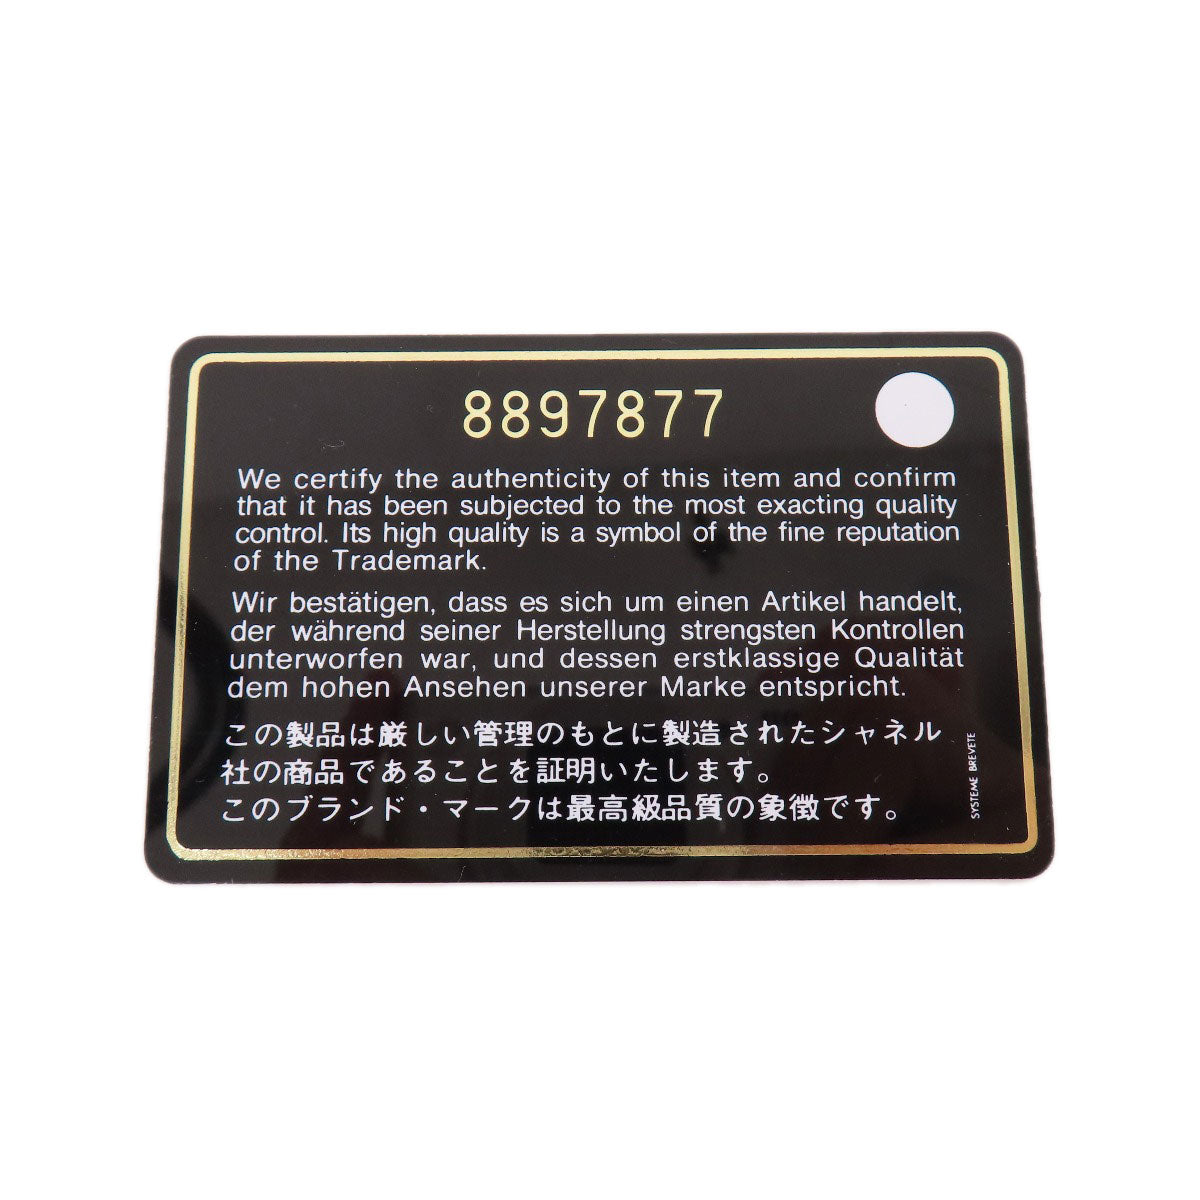 8897877
We certify the authenticity of this item and confirm
that it has been subjected to the most exacting quality
control. Its high quality is a symbol of the fine reputation
of the Trademark.
Wir bestätigen, dass es sich um einen Artikel handelt,
der während seiner Herstellung strengsten Kontrollen
unterworfen war, und dessen erstklassige Qualität
dem hohen Ansehen unserer Marke entspricht.
この製品は厳しい管理のもとに製造されたシャネル
社の商品であることを証明いたします。
このブランド・マークは最高級品質の象徴です。
SYSTEME BREVETE